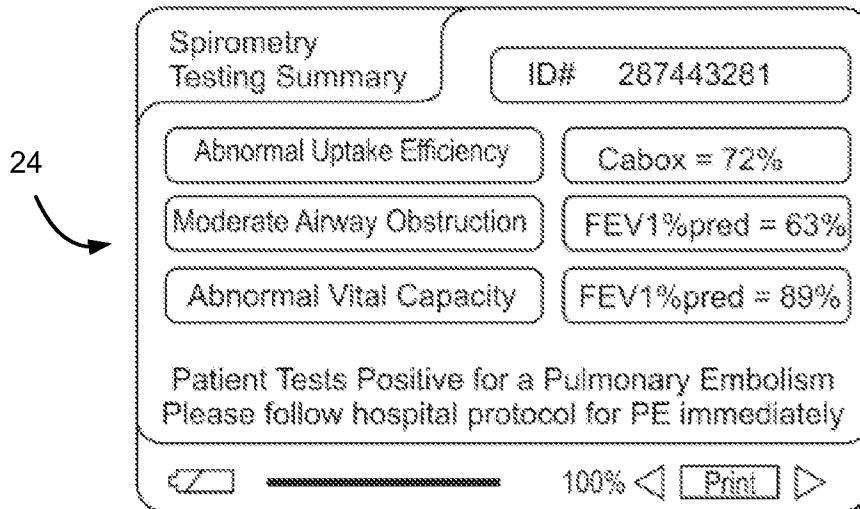 Spirometry
Testing Summary
ID# 287443281
24
Abnormal Uptake Efficiency
Cabox = 72%
Moderate Airway Obstruction
FEV1%pred = 63%
Abnormal Vital Capacity
FEV1%pred = 89%
Patient Tests Positive for a Pulmonary Embolism
Please follow hospital protocol for PE immediately
100%
Print